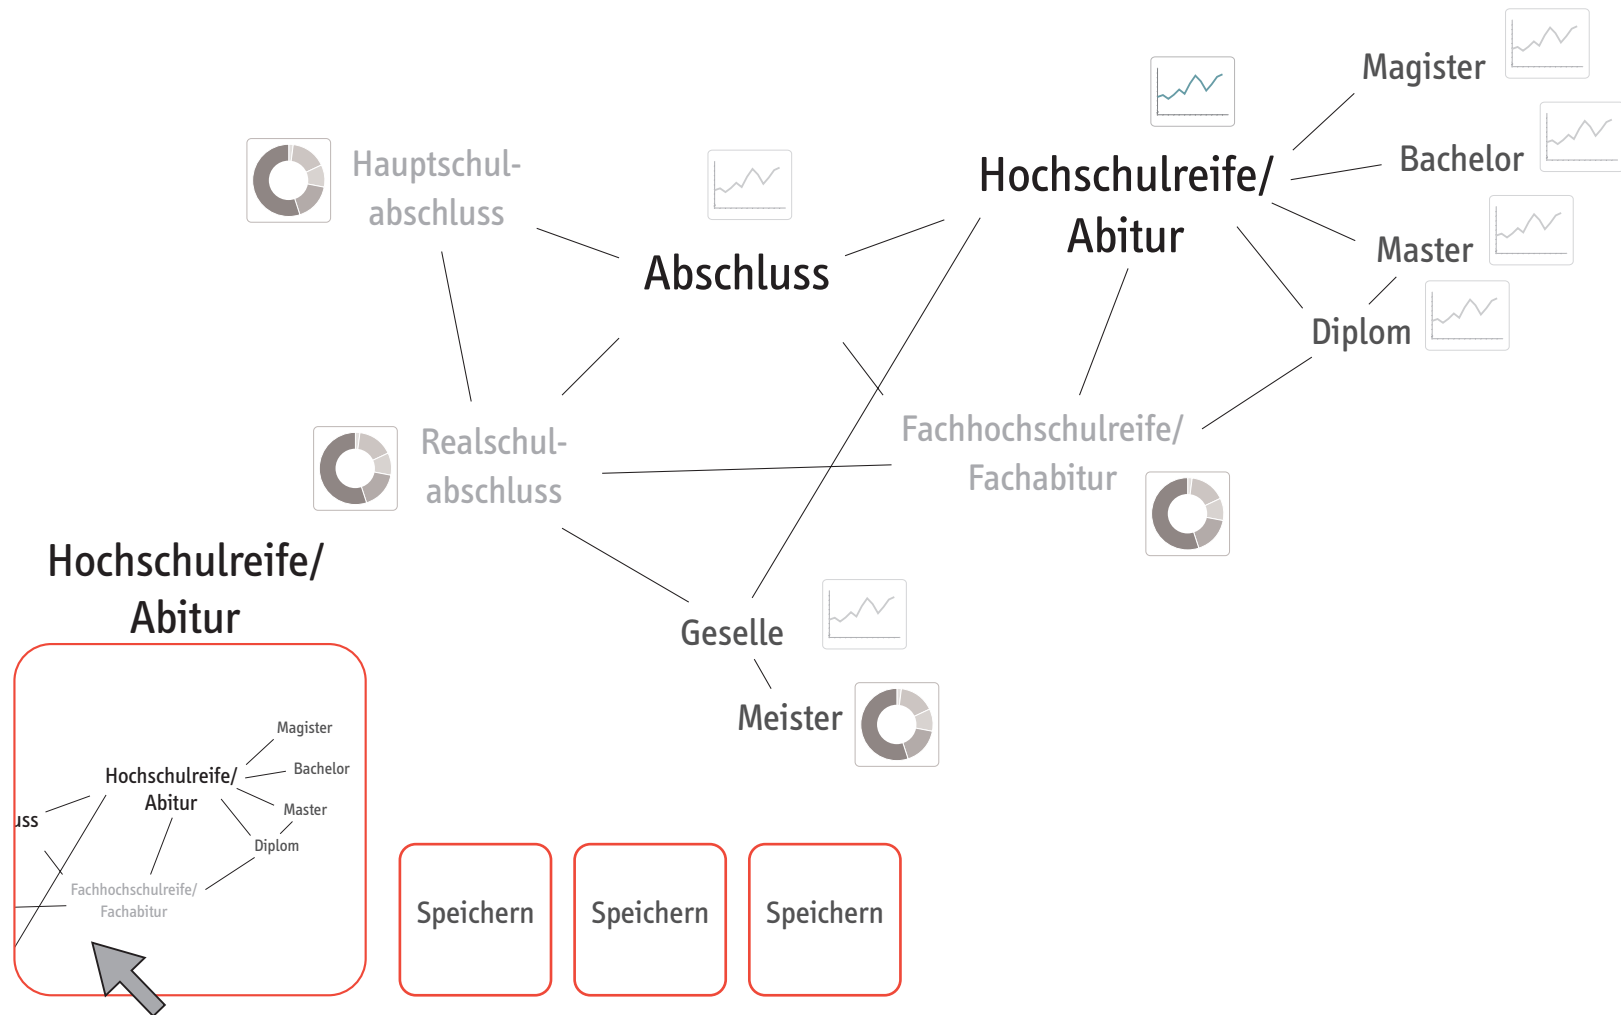 Magister
Bachelor
Hochschulreife/
Abitur
Master
Diplom
Hauptschul-
abschluss
Abschluss
Realschul-
abschluss
Fachhochschulreife/
Fachabitur
Geselle
Meister
Hochschulreife/
Abitur
Magister
Bachelor
Hochschulreife/
Abitur
Master
uss
Diplom
Fachhochschulreife/
Fachabitur
Speichern
Speichern
Speichern